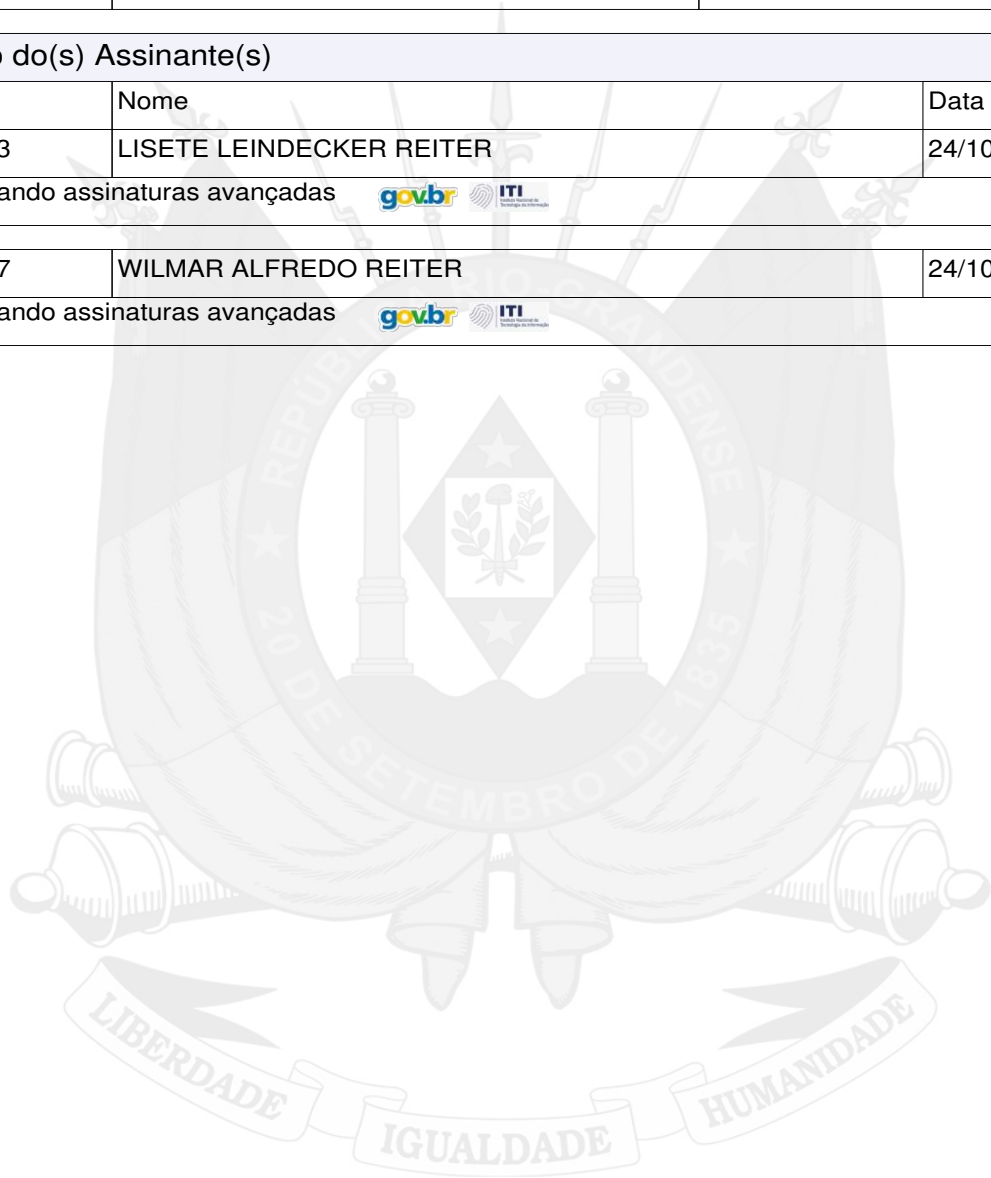 o do(s) Assinante(s)
Nome Data
3 LISETE LEINDECKER REITER 24/10
ando assinaturas avançadas gov.br ITI
7 WILMAR ALFREDO REITER 24/10
ando assinaturas avançadas gov.br ITI
REPÚBLICA RIO-GRANDENSE
20 DE SETEMBRO DE 1835
LIBERDADE IGUALDADE HUMANIDADE